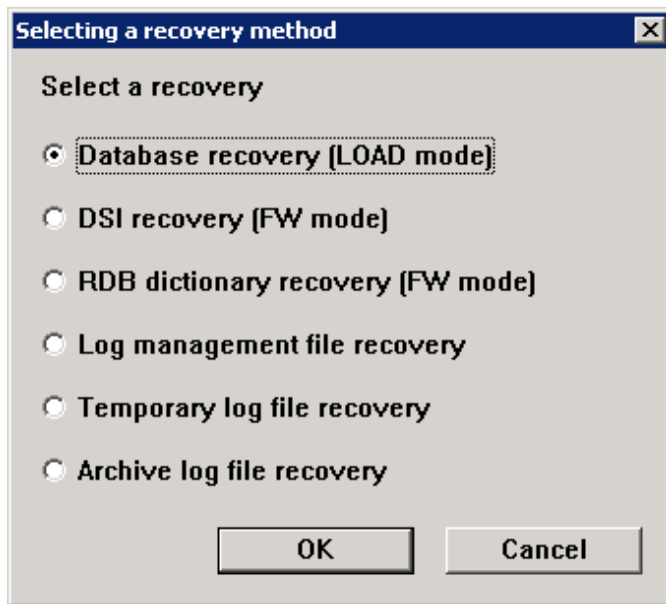 Selecting a recovery method
Select a recovery
Database recovery (LOAD mode)
DSI recovery (FW mode)
RDB dictionary recovery (FW mode)
Log management file recovery
Temporary log file recovery
Archive log file recovery
OK Cancel